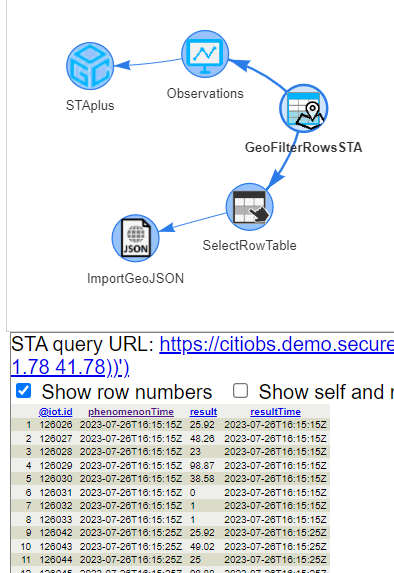 STAplus
Observations
GeoFilterRowsSTA
SelectRowTable
JSON
ImportGeoJSON
STA query URL: https://citiobs.demo.secure
1.78 41.78))')
Show row numbers Show self and
@iot.id phenomenonTime result resultTime
1 126026 2023-07-26T16:15:15Z 25.92 2023-07-26T16:15:15Z
2 126027 2023-07-26T16:15:15Z 48.26 2023-07-26T16:15:15Z
3 126028 2023-07-26T16:15:15Z 23 2023-07-26T16:15:15Z
4 126029 2023-07-26T16:15:15Z 98.87 2023-07-26T16:15:15Z
5 126030 2023-07-26T16:15:15Z 38.58 2023-07-26T16:15:15Z
6 126031 2023-07-26T16:15:15Z 0 2023-07-26T16:15:15Z
7 126032 2023-07-26T16:15:15Z 1 2023-07-26T16:15:15Z
8 126033 2023-07-26T16:15:15Z 1 2023-07-26T16:15:15Z
9 126042 2023-07-26T16:15:25Z 25.92 2023-07-26T16:15:25Z
10 126043 2023-07-26T16:15:25Z 49.02 2023-07-26T16:15:25Z
11 126044 2023-07-26T16:15:25Z 25 2023-07-26T16:15:25Z